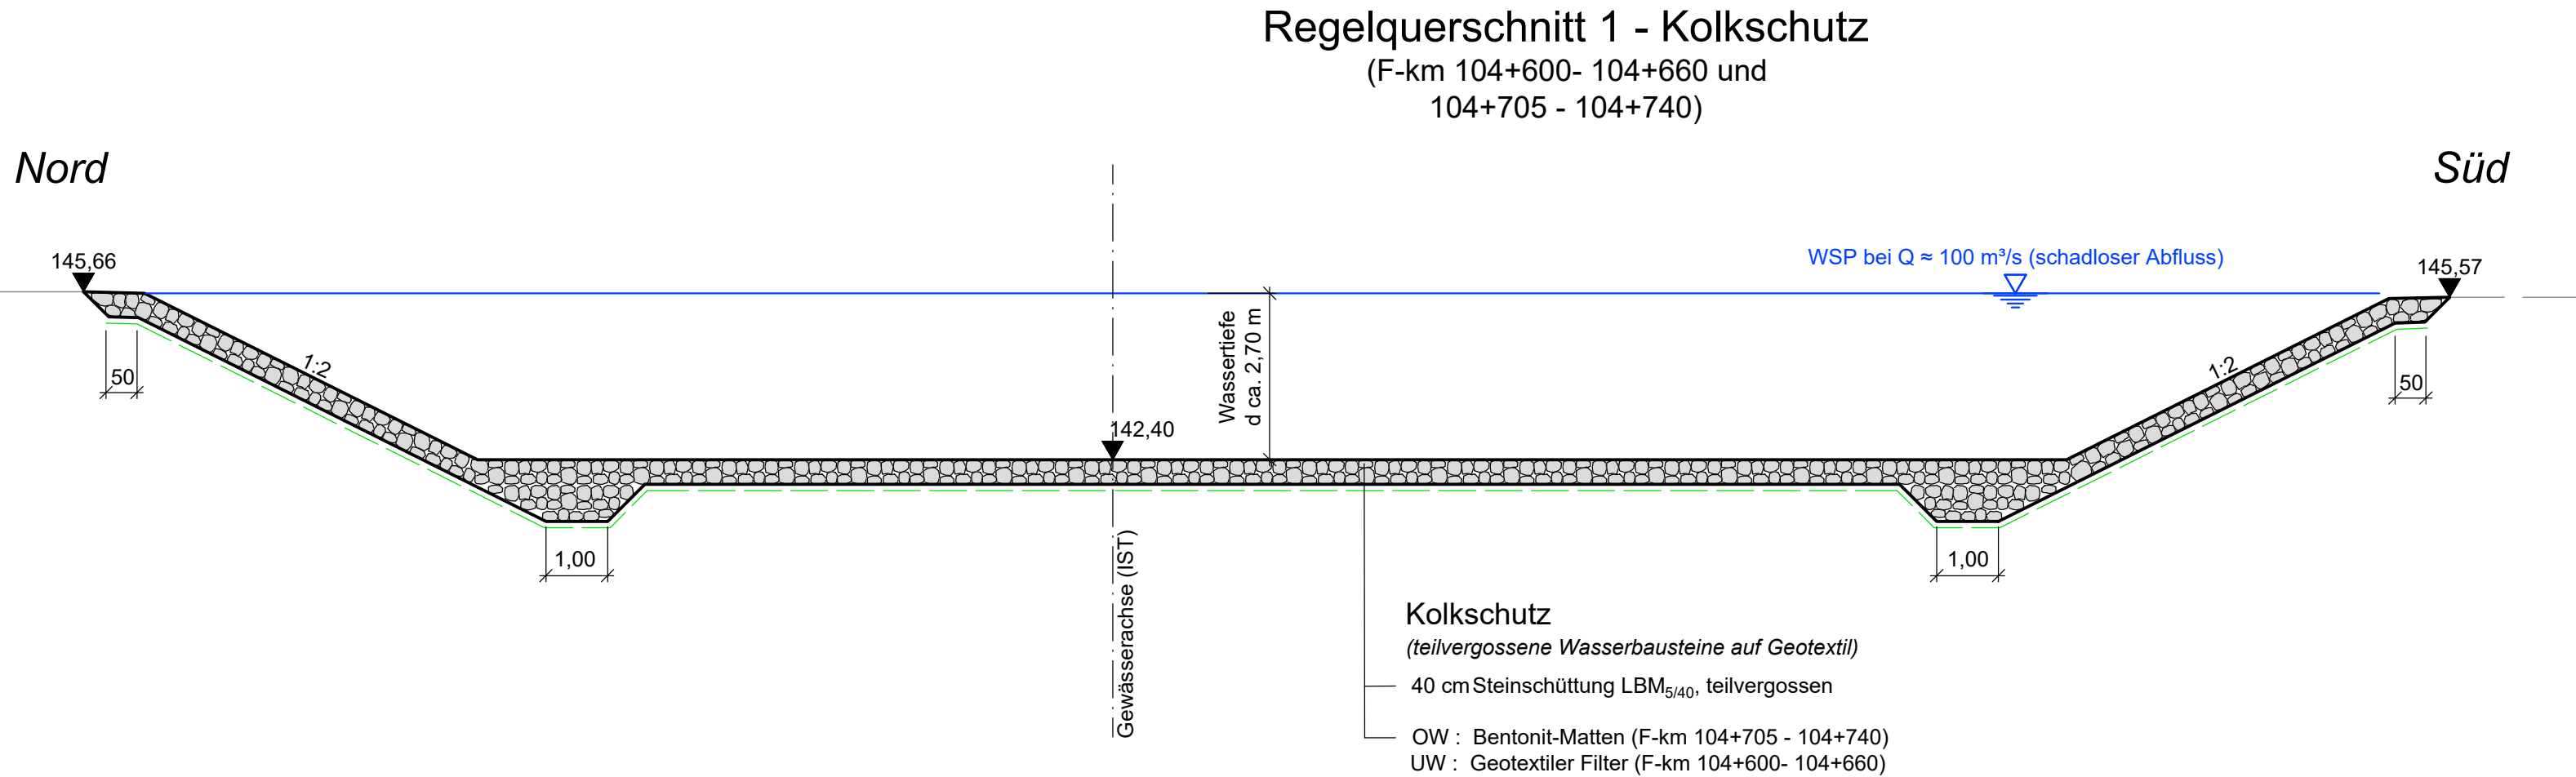 Regelquerschnitt 1 - Kolkschutz
(F-km 104+600- 104+660 und
104+705 - 104+740)
Nord
Süd
145,66
WSP bei Q ≈ 100 m³/s (schadloser Abfluss)
145,57
Wassertiefe
d ca. 2,70 m
1:2
1:2
50
50
142,40
1,00
1,00
Gewässerachse (IST)
Kolkschutz
(teilvergossene Wasserbausteine auf Geotextil)
40 cm Steinschüttung LBM5/40, teilvergossen
OW : Bentonit-Matten (F-km 104+705 - 104+740)
UW : Geotextiler Filter (F-km 104+600- 104+660)